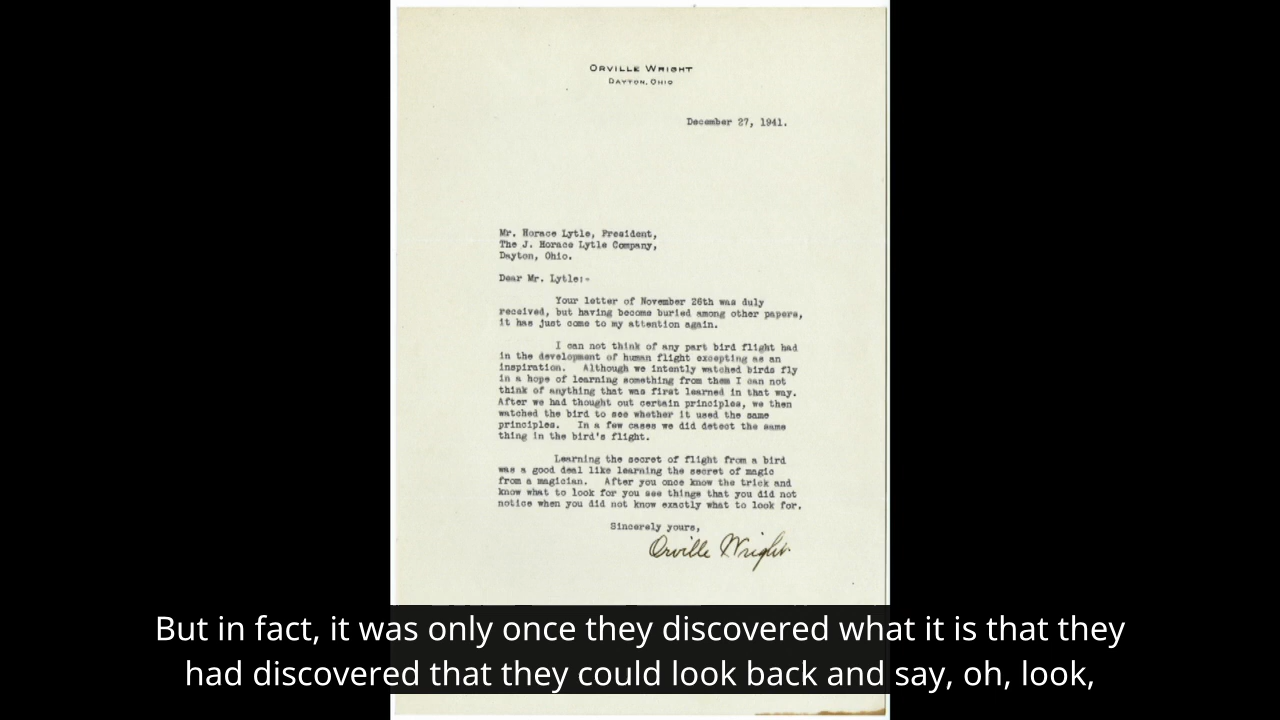 ORVILLE WRIGHT
DAYTON, OHIO
December 27, 1941.
Mr. Horace Lytle, President,
The J. Horace Lytle Company,
Dayton, Ohio.
Dear Mr. Lytle:-
Your letter of November 26th was duly
received, but having become buried among other papers,
it has just come to my attention again.
I can not think of any part bird flight had
in the development of human flight excepting as an
inspiration. Although we intently watched birds fly
in a hope of learning something from them I can not
think of anything that was first learned in that way.
After we had thought out certain principles, we then
watched the bird to see whether it used the same
principles. In a few cases we did detect the same
thing in the bird's flight.
Learning the secret of flight from a bird
was a good deal like learning the secret of magic
from a magician. After you once know the trick and
know what to look for you see things that you did not
notice when you did not know exactly what to look for.
Sincerely yours,
Orville Wright
But in fact, it was only once they discovered what it is that they
had discovered that they could look back and say, oh, look,